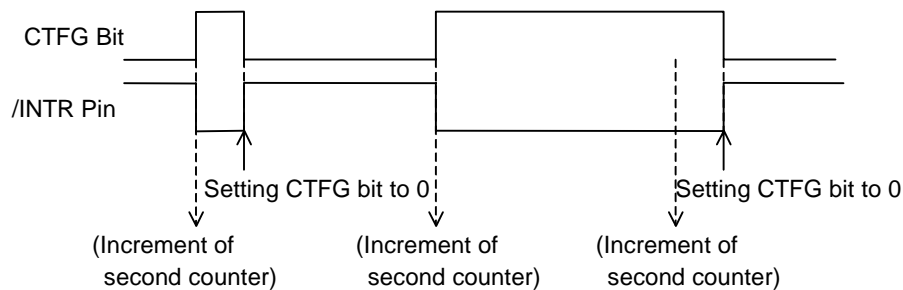 CTFG Bit
/INTR Pin
Setting CTFG bit to 0
Setting CTFG bit to 0
(Increment of
second counter)
(Increment of
second counter)
(Increment of
second counter)